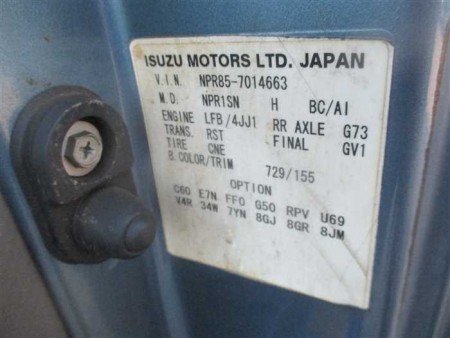 ISUZU MOTORS LTD. JAPAN
V.I.N. NPR85-7014663
M.D. NPR1SN H BC/AI
ENGINE LFB/4JJ1 RR AXLE G73
TRANS. RST FINAL GV1
TIRE CNE
B.COLOR/TRIM 729/155
OPTION
C60 E7N FF0 G50 RPV U69
V4R 34W 7YN 8GJ 8GR 8JM